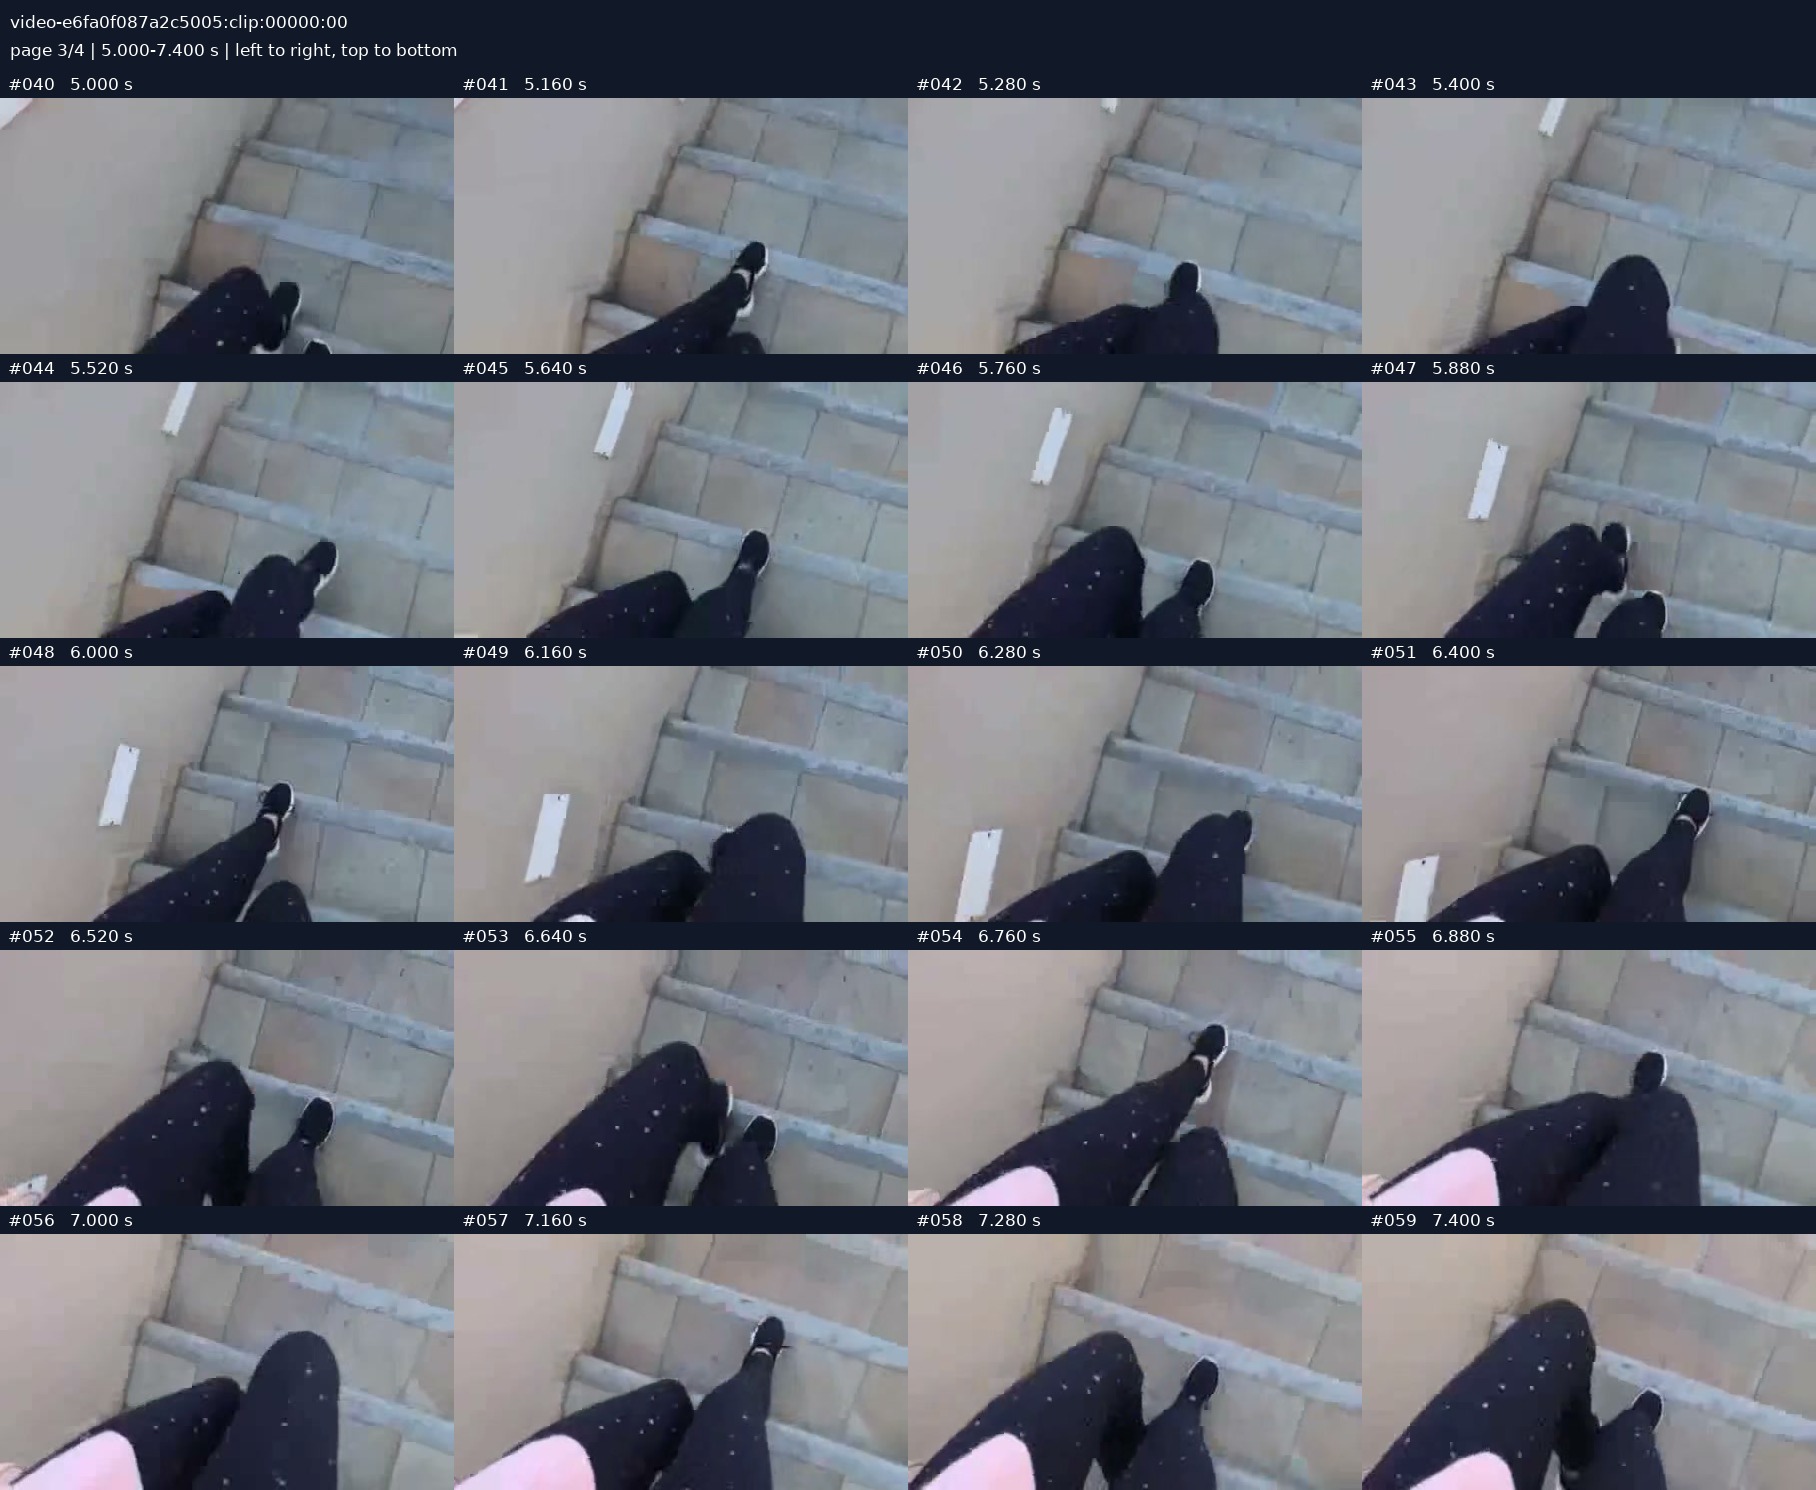 video-e6fa0f087a2c5005:clip:00000:00
page 3/4 | 5.000-7.400 s | left to right, top to bottom
#040 5.000 s
#041 5.160 s
#042 5.280 s
#043 5.400 s
#044 5.520 s
#045 5.640 s
#046 5.760 s
#047 5.880 s
#048 6.000 s
#049 6.160 s
#050 6.280 s
#051 6.400 s
#052 6.520 s
#053 6.640 s
#054 6.760 s
#055 6.880 s
#056 7.000 s
#057 7.160 s
#058 7.280 s
#059 7.400 s